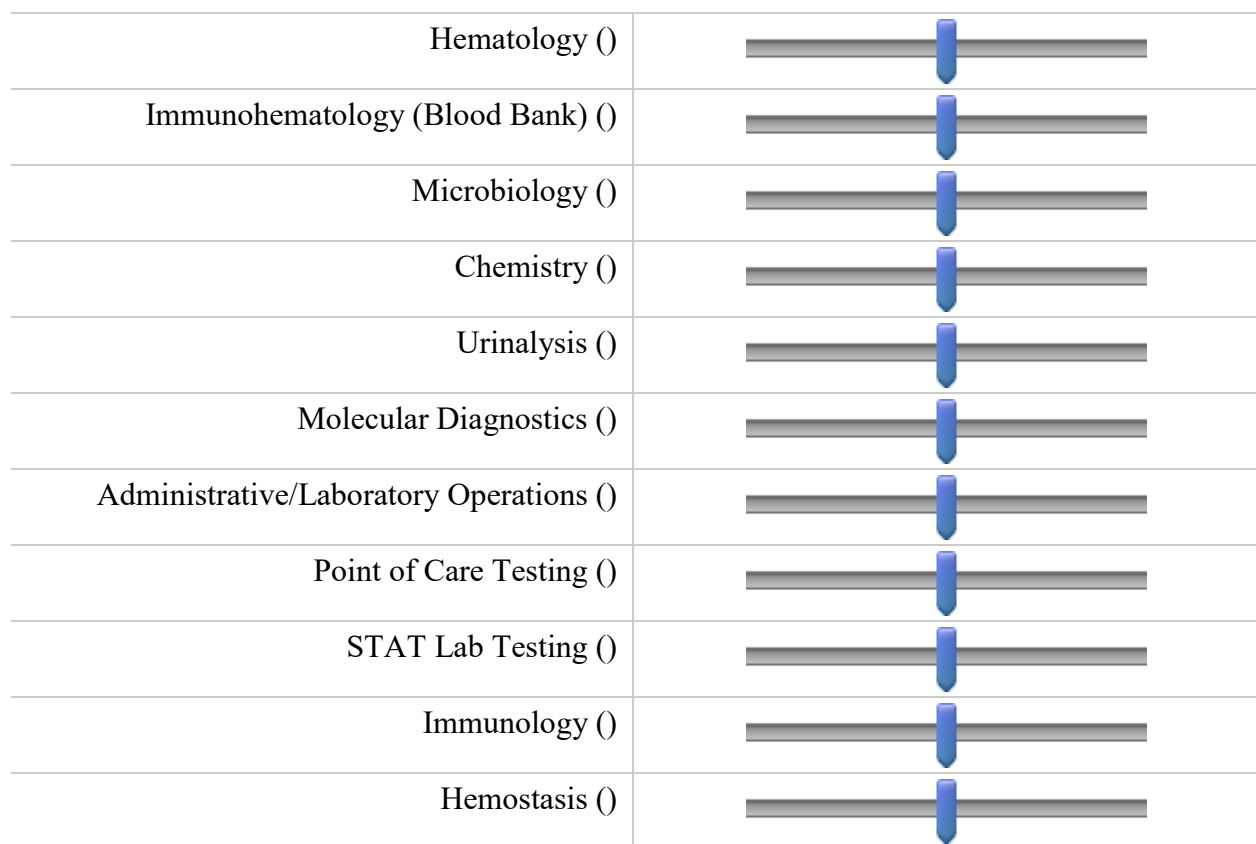 Hematology ()
Immunohematology (Blood Bank) ()
Microbiology ()
Chemistry ()
Urinalysis ()
Molecular Diagnostics ()
Administrative/Laboratory Operations ()
Point of Care Testing ()
STAT Lab Testing ()
Immunology ()
Hemostasis ()